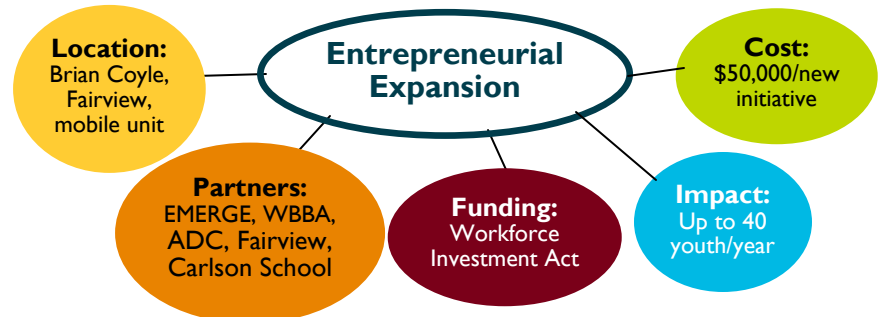 Location:
Brian Coyle,
Fairview,
mobile unit
Entrepreneurial
Expansion
Cost:
$50,000/new
initiative
Partners:
EMERGE, WBBA,
ADC, Fairview,
Carlson School
Funding:
Workforce
Investment Act
Impact:
Up to 40
youth/year